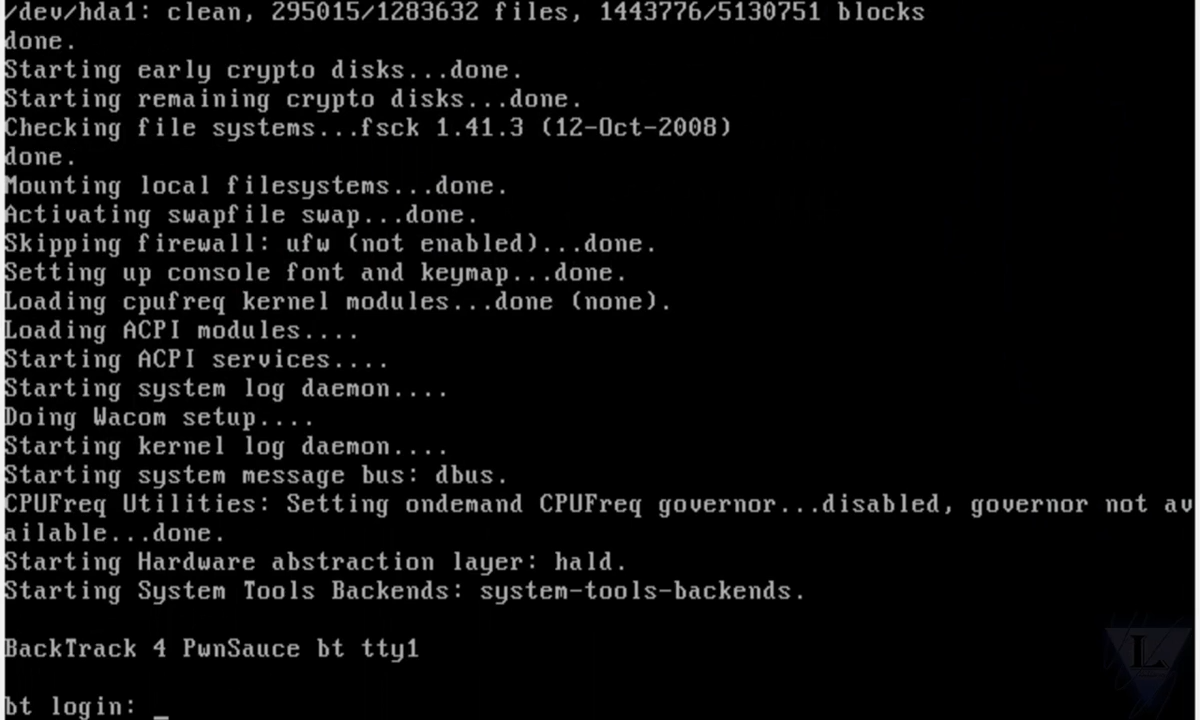 /dev/hda1: clean, 295015/1283632 files, 1443776/5130751 blocks
done.
Starting early crypto disks...done.
Starting remaining crypto disks...done.
Checking file systems...fsck 1.41.3 (12-Oct-2008)
done.
Mounting local filesystems...done.
Activating swapfile swap...done.
Skipping firewall: ufw (not enabled)...done.
Setting up console font and keymap...done.
Loading cpufreq kernel modules...done (none).
Loading ACPI modules....
Starting ACPI services....
Starting system log daemon....
Doing Wacom setup....
Starting kernel log daemon....
Starting system message bus: dbus.
CPUFreq Utilities: Setting ondemand CPUFreq governor...disabled, governor not av
ailable...done.
Starting Hardware abstraction layer: hald.
Starting System Tools Backends: system-tools-backends.
BackTrack 4 PwnSauce bt tty1
L
bt login: _